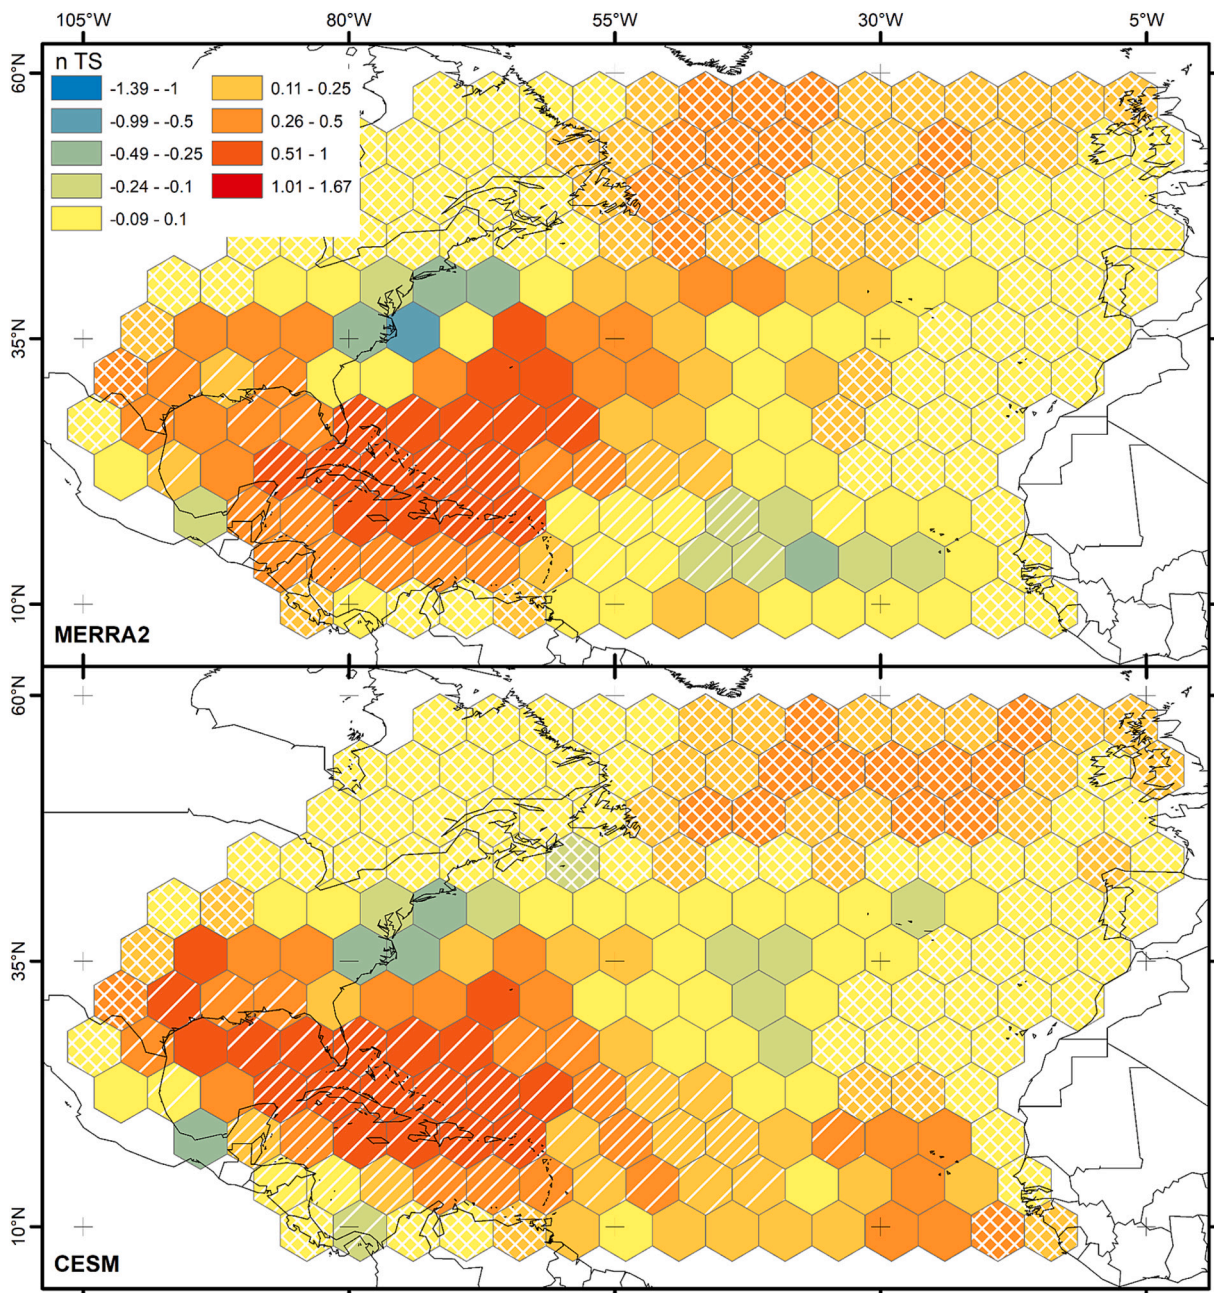 105°W 80°W 55°W 30°W 5°W
60°N
n TS
-1.39 - -1
-0.99 - -0.5
-0.49 - -0.25
-0.24 - -0.1
-0.09 - 0.1
0.11 - 0.25
0.26 - 0.5
0.51 - 1
1.01 - 1.67
35°N
10°N
MERRA2
60°N
35°N
10°N
CESM